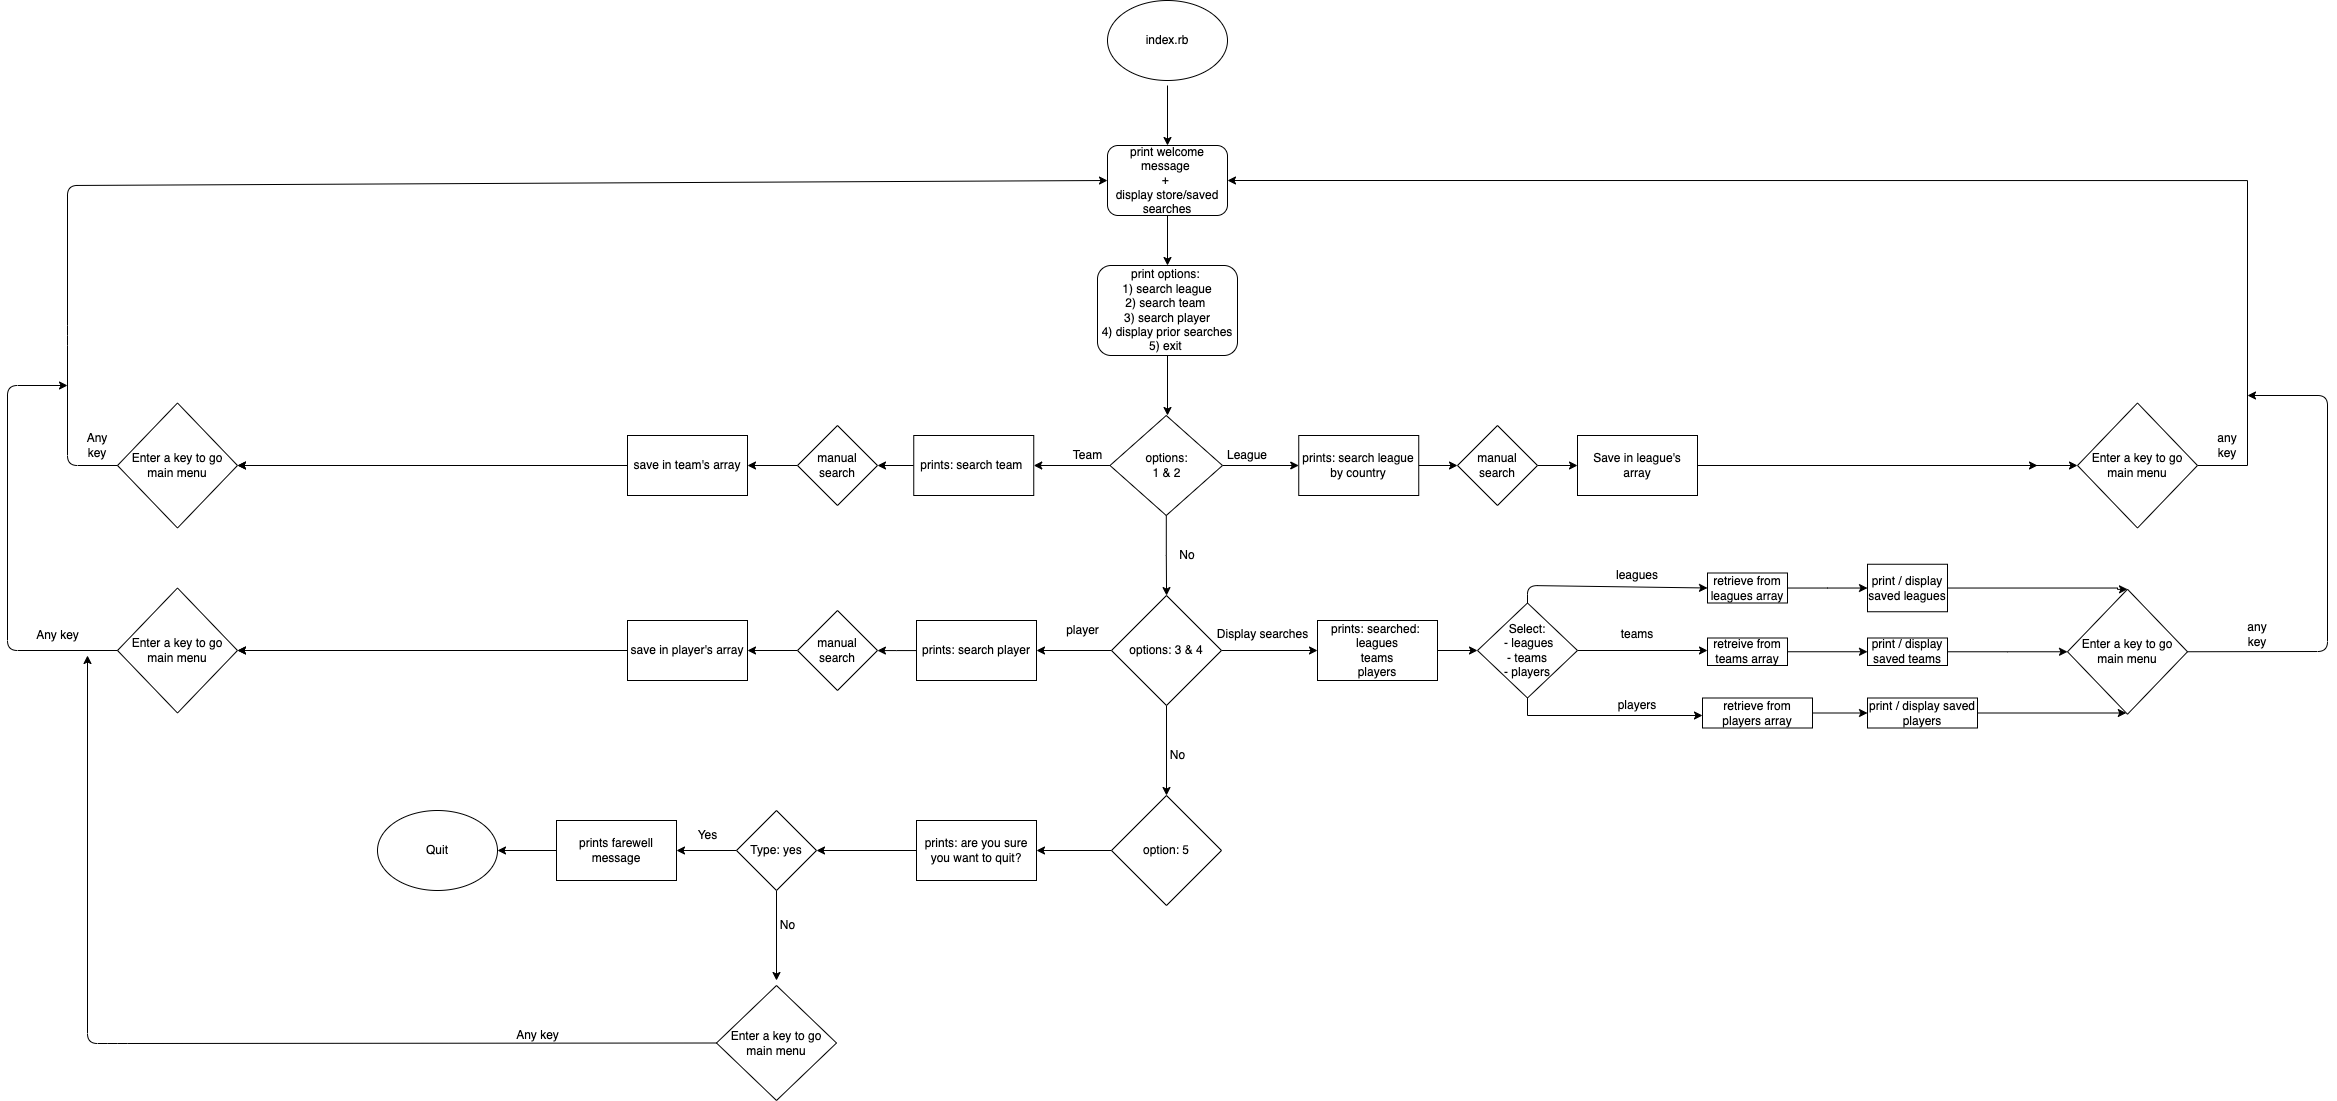 index.rb
print welcome
message
+
display store/saved
searches
print options:
1) search league
2) search team
3) search player
4) display prior searches
5) exit
Any
key
Enter a key to go
main menu
save in team's array
manual
search
prints: search team
Team
options:
1 & 2
League
prints: search league
by country
manual
search
Save in league's
array
Enter a key to go
main menu
any
key
No
Any key
Enter a key to go
main menu
save in player's array
manual
search
prints: search player
player
options: 3 & 4
Display searches
prints: searched:
leagues
teams
players
Select:
- leagues
- teams
- players
leagues
retrieve from
leagues array
print / display
saved leagues
teams
retreive from
teams array
print / display
saved teams
players
retrieve from
players array
print / display saved
players
Enter a key to go
main menu
any
key
No
Quit
prints farewell
message
Yes
Type: yes
prints: are you sure
you want to quit?
option: 5
No
Any key
Enter a key to go
main menu